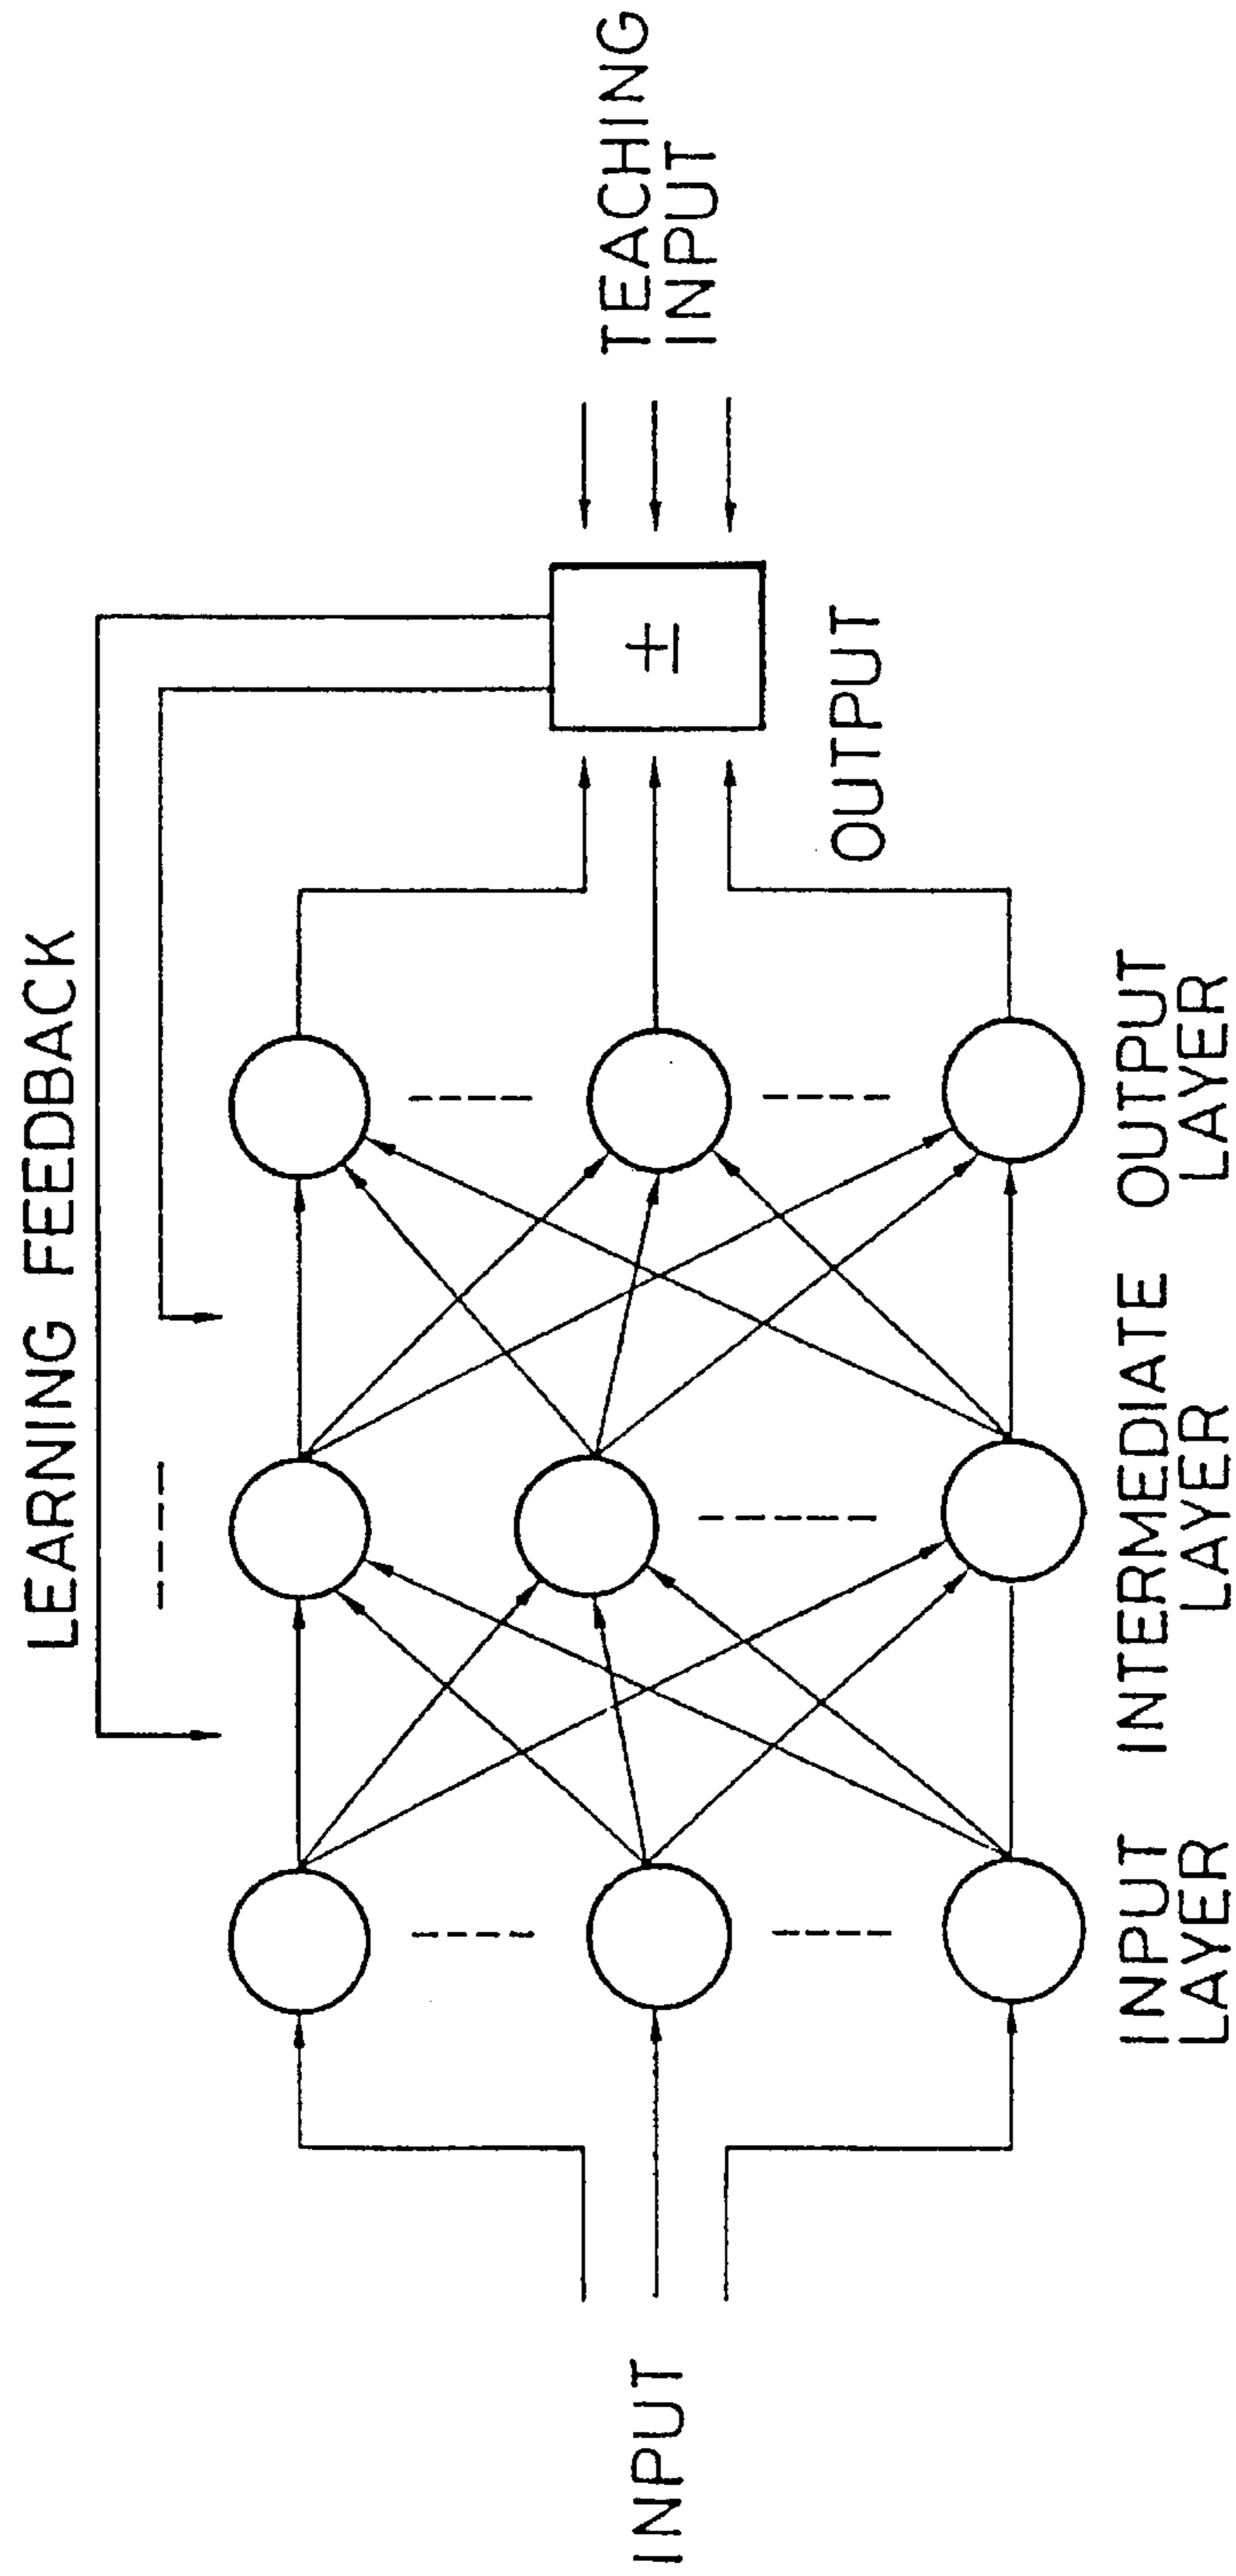 LEARNING FEEDBACK
INPUT
±
TEACHING
INPUT
OUTPUT
INPUT
LAYER
INTERMEDIATE
LAYER
OUTPUT
LAYER